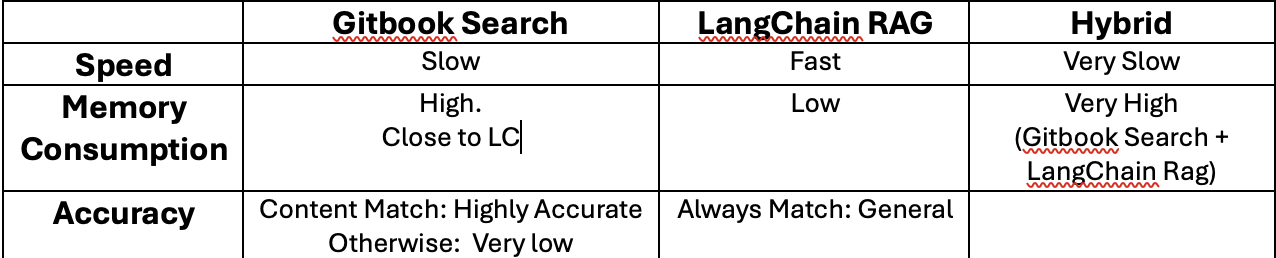 Gitbook Search LangChain RAG Hybrid
Speed Slow Fast Very Slow
Memory Consumption High. Low Very High
Close to LC (Gitbook Search +
LangChain Rag)
Accuracy Content Match: Highly Accurate Always Match: General
Otherwise: Very low